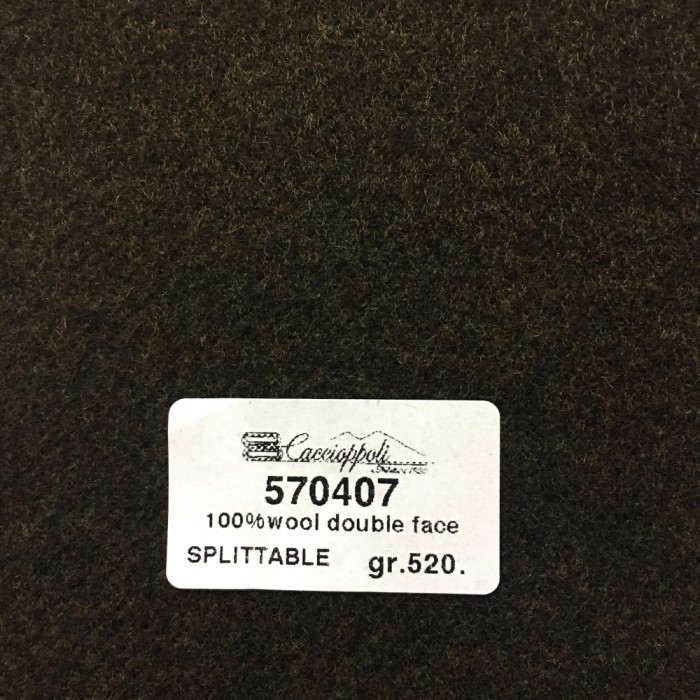 Caccioppoli
570407
100%wool double face
SPLITTABLE gr.520.